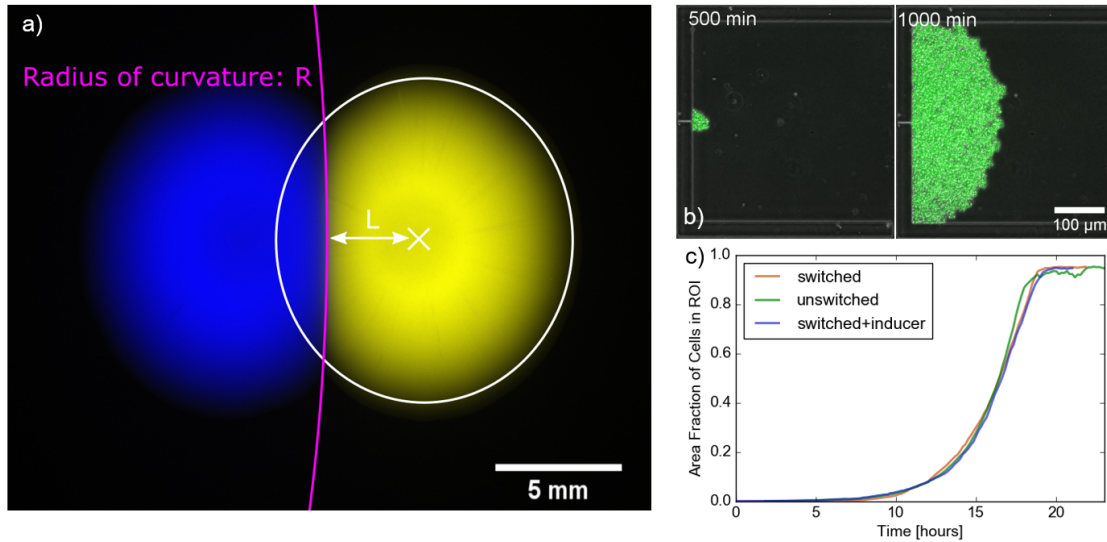 a)
Radius of curvature: R
L
5 mm
500 min
1000 min
b)
100 µm
c)
switched
unswitched
switched+inducer
Area Fraction of Cells in ROI
1.0
0.8
0.6
0.4
0.2
0.0
0 5 10 15 20
Time [hours]